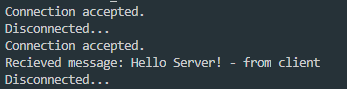 Connection accepted.
Disconnected...
Connection accepted.
Recieved message: Hello Server! - from client
Disconnected...